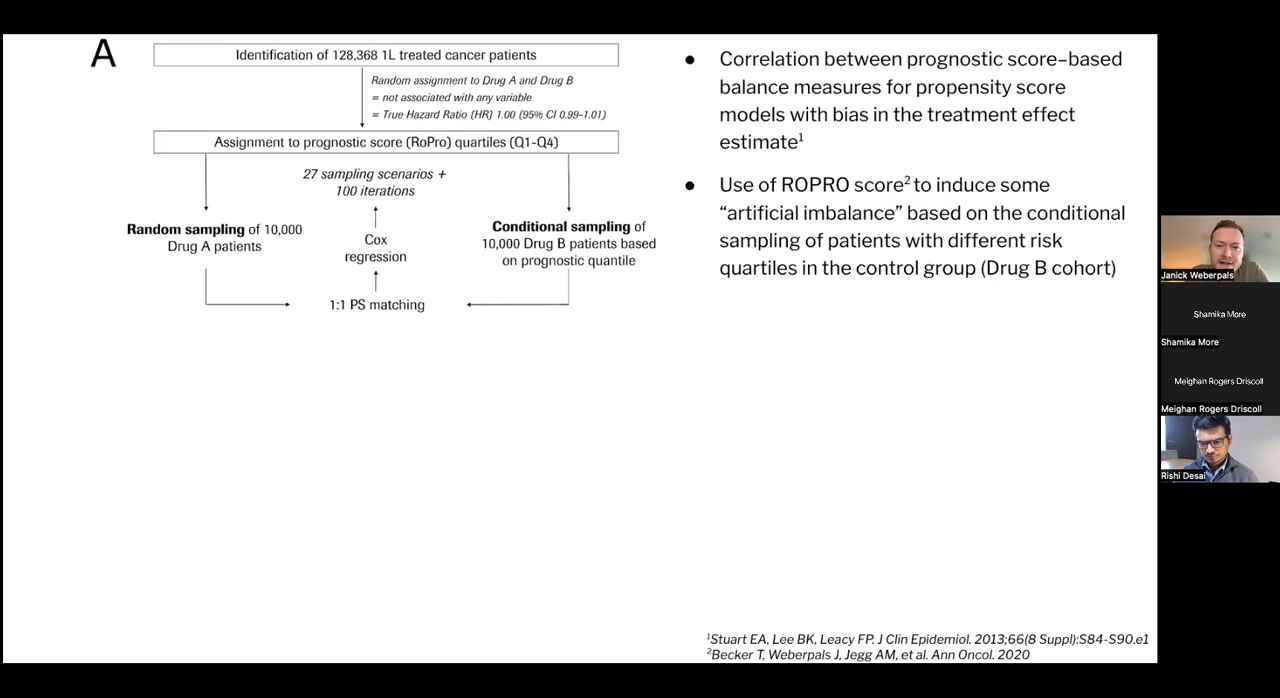 A
Identification of 128,368 1L treated cancer patients
Random assignment to Drug A and Drug B
= not associated with any variable
= True Hazard Ratio (HR) 1.00 (95% CI 0.99-1.01)
Assignment to prognostic score (RoPro) quartiles (Q1-Q4)
27 sampling scenarios +
100 iterations
Random sampling of 10,000
Drug A patients
Cox
regression
Conditional sampling of
10,000 Drug B patients based
on prognostic quantile
1:1 PS matching
● Correlation between prognostic score–based
balance measures for propensity score
models with bias in the treatment effect
estimate¹
● Use of ROPRO score² to induce some
“artificial imbalance” based on the conditional
sampling of patients with different risk
quartiles in the control group (Drug B cohort)
¹Stuart EA, Lee BK, Leacy FP. J Clin Epidemiol. 2013;66(8 Suppl):S84-S90.e1
²Becker T, Weberpals J, Jegg AM, et al. Ann Oncol. 2020
Janick Weberpals
Shamika More
Shamika More
Meighan Rogers Driscoll
Meighan Rogers Driscoll
Rishi Desai